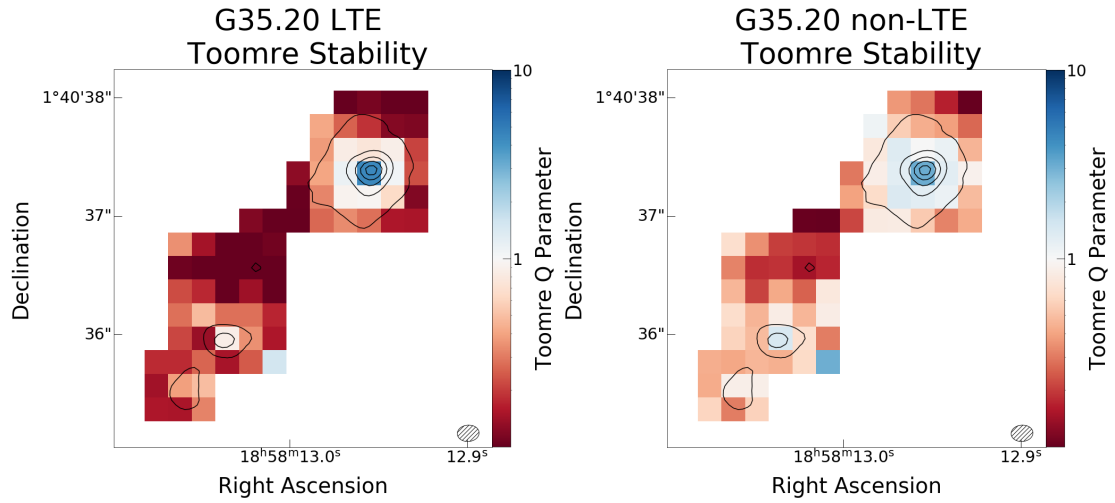 G35.20 LTE
Toomre Stability
10
1°40'38"
37"
1
36"
Declination
Toomre Q Parameter
18ʰ58ᵐ13.0ˢ
12.9ˢ
Right Ascension
G35.20 non-LTE
Toomre Stability
10
1°40'38"
37"
1
36"
Declination
Toomre Q Parameter
18ʰ58ᵐ13.0ˢ
12.9ˢ
Right Ascension